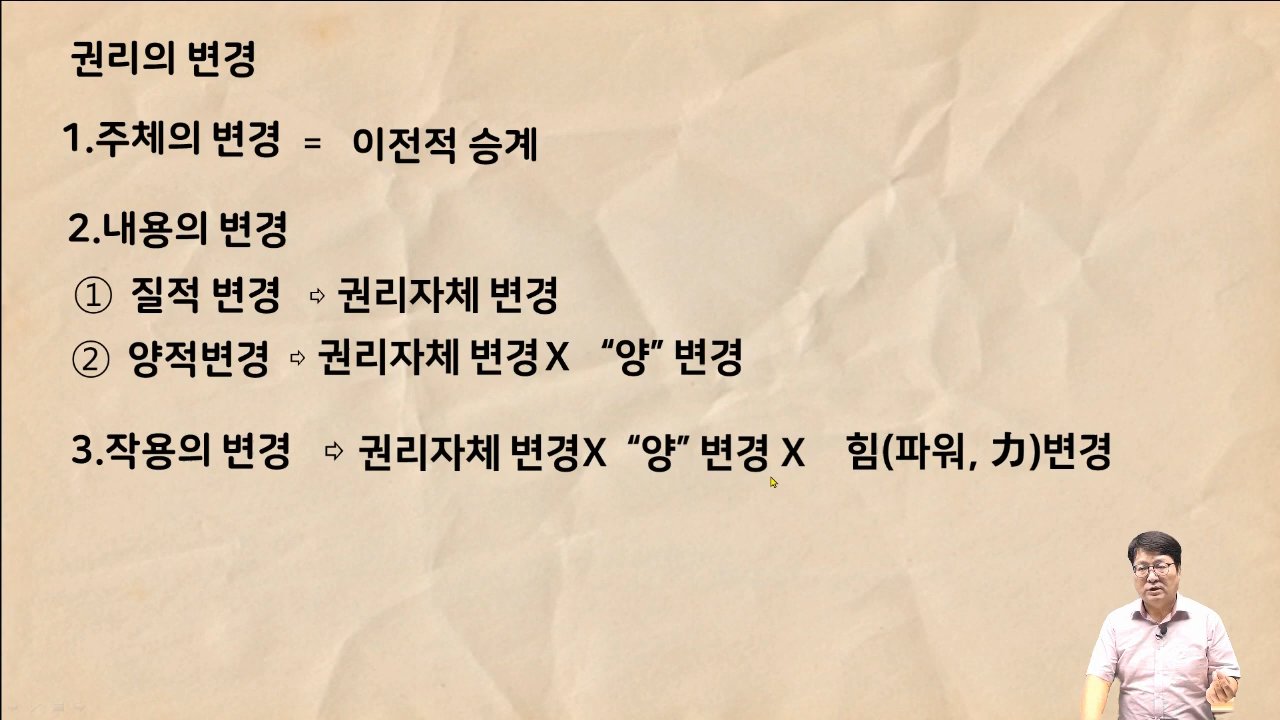 권리의 변경
1.주체의 변경 = 이전적 승계
2.내용의 변경
① 질적 변경 ⇨ 권리자체 변경
② 양적변경 ⇨ 권리자체 변경X “양” 변경
3.작용의 변경 ⇨ 권리자체 변경X “양” 변경 X 힘(파워, 力)변경